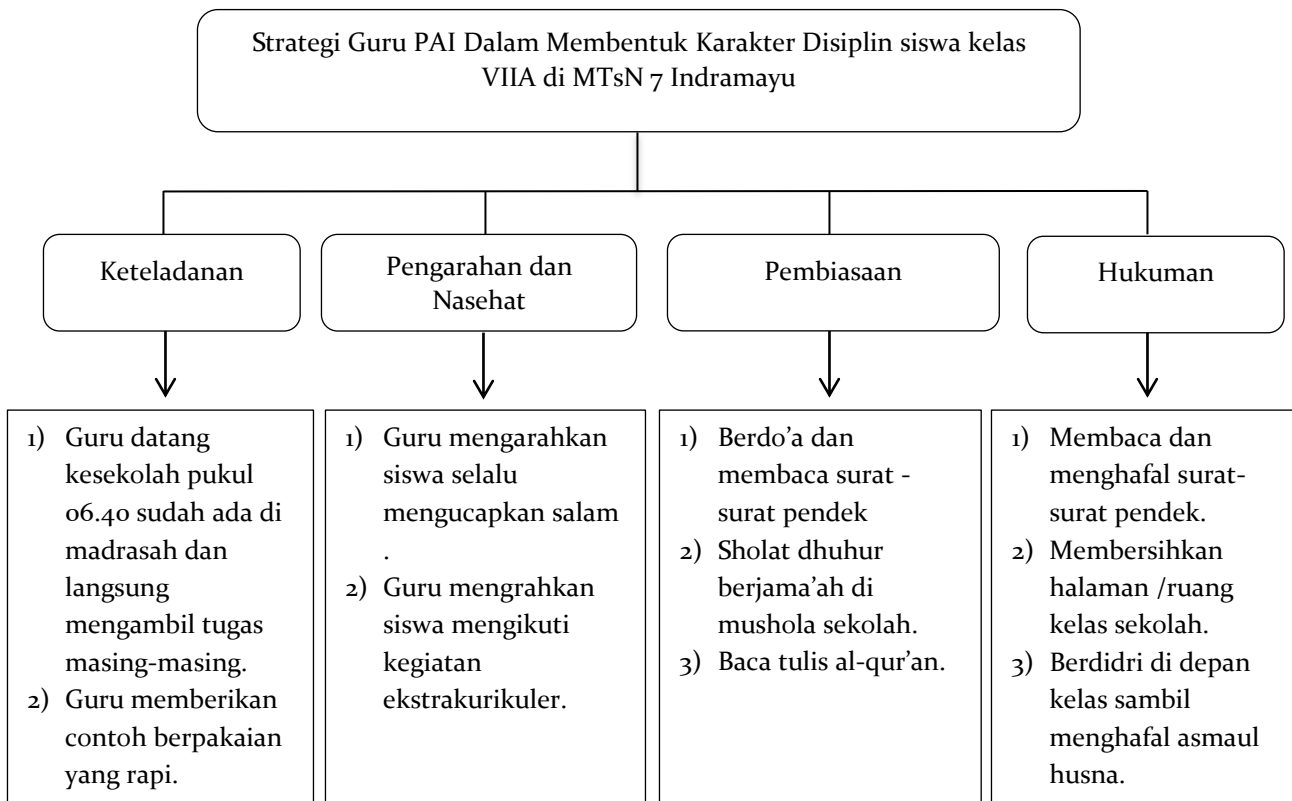 Strategi Guru PAI Dalam Membentuk Karakter Disiplin siswa kelas
VIIA di MTsN 7 Indramayu
Keteladanan
Pengarahan dan
Nasehat
Pembiasaan
Hukuman
1) Guru datang
kesekolah pukul
06.40 sudah ada di
madrasah dan
langsung
mengambil tugas
masing-masing.
2) Guru memberikan
contoh berpakaian
yang rapi.
1) Guru mengarahkan
siswa selalu
mengucapkan salam
.
2) Guru mengrahkan
siswa mengikuti
kegiatan
ekstrakurikuler.
1) Berdo’a dan
membaca surat -
surat pendek
2) Sholat dhuhur
berjama’ah di
mushola sekolah.
3) Baca tulis al-qur’an.
1) Membaca dan
menghafal surat-
surat pendek.
2) Membersihkan
halaman /ruang
kelas sekolah.
3) Berdidri di depan
kelas sambil
menghafal asmaul
husna.